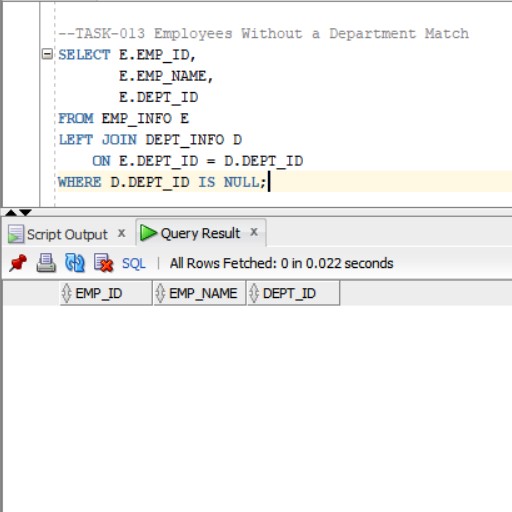 --TASK-013 Employees Without a Department Match
SELECT E.EMP_ID,
E.EMP_NAME,
E.DEPT_ID
FROM EMP_INFO E
LEFT JOIN DEPT_INFO D
ON E.DEPT_ID = D.DEPT_ID
WHERE D.DEPT_ID IS NULL;
Script Output x Query Result x
SQL | All Rows Fetched: 0 in 0.022 seconds
EMP_ID EMP_NAME DEPT_ID